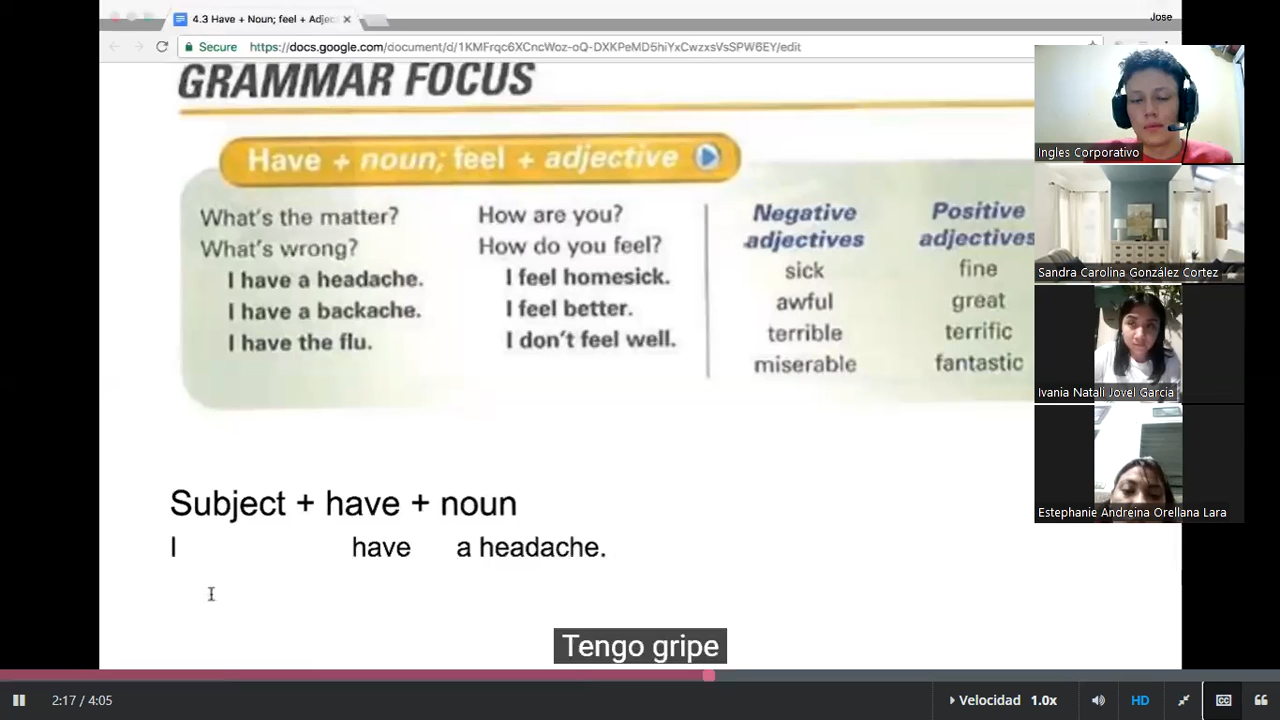 4.3 Have + Noun; feel + Adjec
Jose
Secure
https://docs.google.com/document/d/1KMFrqc6XCncWoz-oQ-DXKPeMD5hiYxCwzxsVsSPW6EY/edit
GRAMMAR FOCUS
Have + noun; feel + adjective
What's the matter?
What's wrong?
I have a headache.
I have a backache.
I have the flu.
How are you?
How do you feel?
I feel homesick.
I feel better.
I don't feel well.
Negative
adjectives
sick
awful
terrible
miserable
Positive
adjectives
fine
great
terrific
fantastic
Subject + have + noun
I have a headache.
Ingles Corporativo
Sandra Carolina González Cortez
Ivania Natali Jovel Garcia
Estephanie Andreina Orellana Lara
Tengo gripe
2:17 / 4:05
Velocidad 1.0x
HD
CC